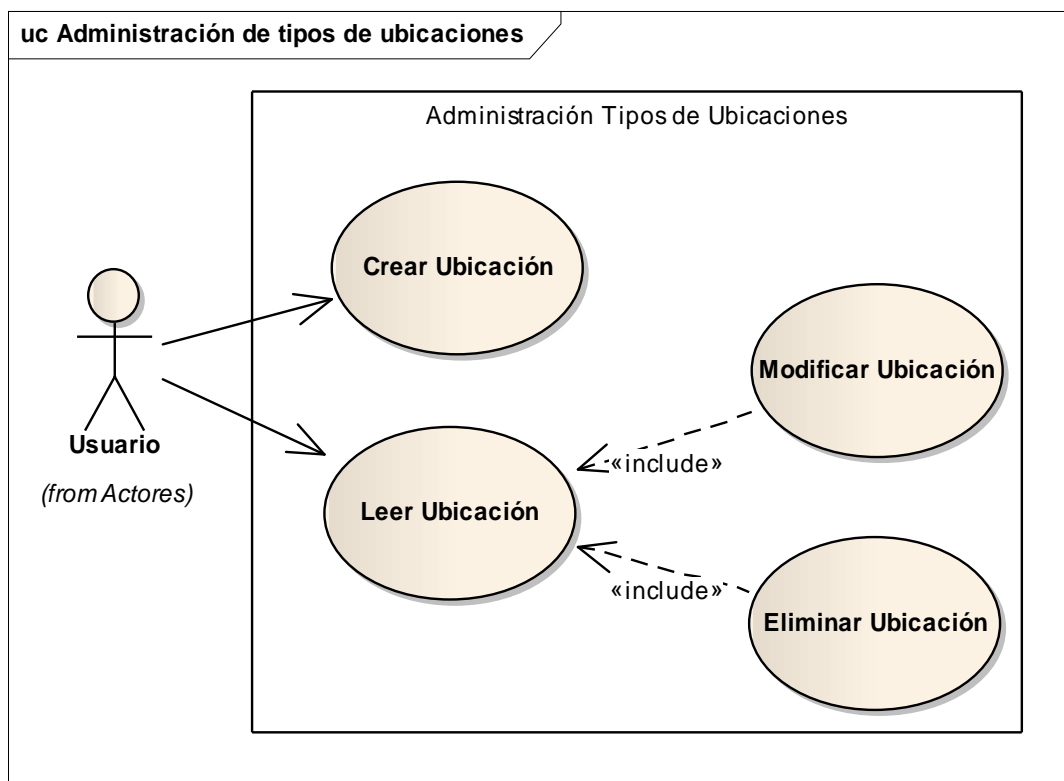 uc Administración de tipos de ubicaciones
Administración Tipos de Ubicaciones
Crear Ubicación
Modificar Ubicación
Usuario
(from Actores)
«include»
Leer Ubicación
«include»
Eliminar Ubicación